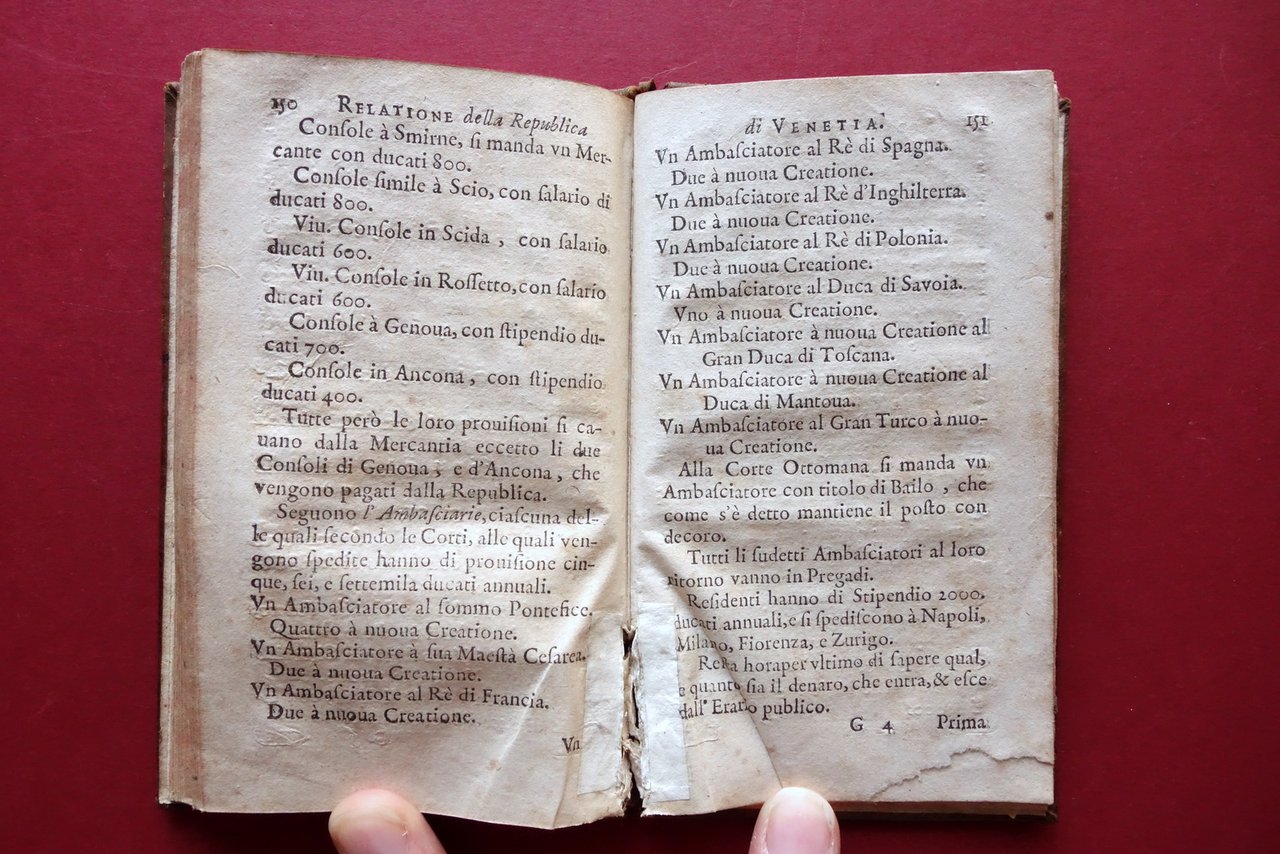 150 RELATIONE della Republica
Conſole à Smirne, ſi manda vn Mer-
cante con ducati 800.
Conſole ſimile à Scio, con ſalario di
ducati 800.
Viu. Conſole in Scida, con ſalario
ducati 600.
Viu. Conſole in Roſſetto, con ſalario
ducati 600.
Conſole à Genoua, con ſtipendio du-
cati 700.
Conſole in Ancona, con ſtipendio
ducati 400.
Tutte però le loro prouiſioni ſi ca-
uano dalla Mercantia eccetto li due
Conſoli di Genoua, e d'Ancona, che
vengono pagati dalla Republica.
Seguono l'Ambaſciarie, ciaſcuna del-
le quali ſecòndo le Corti, alle quali ven-
gono ſpedite hanno di prouiſione cin-
que, ſei, e ſettemila ducati annuali.
Vn Ambaſciatore al ſommo Pontefice.
Quattro à nuoua Creatione.
Vn Ambaſciatore à ſua Maeſtà Ceſarea.
Due à nuoua Creatione.
Vn Ambaſciatore al Rè di Francia.
Due à nuoua Creatione.
Vn
di VENETIA. 151
Vn Ambaſciatore al Rè di Spagna.
Due à nuoua Creatione.
Vn Ambaſciatore al Rè d'Inghilterra.
Due à nuoua Creatione.
Vn Ambaſciatore al Rè di Polonia.
Due à nuoua Creatione.
Vn Ambaſciatore al Duca di Sauoia.
Vno à nuoua Creatione.
Vn Ambaſciatore à nuoua Creatione al
Gran Duca di Toſcana.
Vn Ambaſciatore à nuoua Creatione al
Duca di Mantoua.
Vn Ambaſciatore al Gran Turco à nuo-
ua Creatione.
Alla Corte Ottomana ſi manda vn
Ambaſciatore con titolo di Bailo, che
come s'è detto mantiene il poſto con
decoro.
Tutti li ſudetti Ambaſciatori al loro
ritorno vanno in Pregadi.
Reſidenti hanno di Stipendio 2000.
ducati annuali, e ſi ſpediſcono à Napoli,
Milano, Fiorenza, e Zurigo.
Reſta horaper vltimo di ſapere qual,
e quanto ſia il denaro, che entra, & eſce
dall' Erario publico.
G 4 Prima